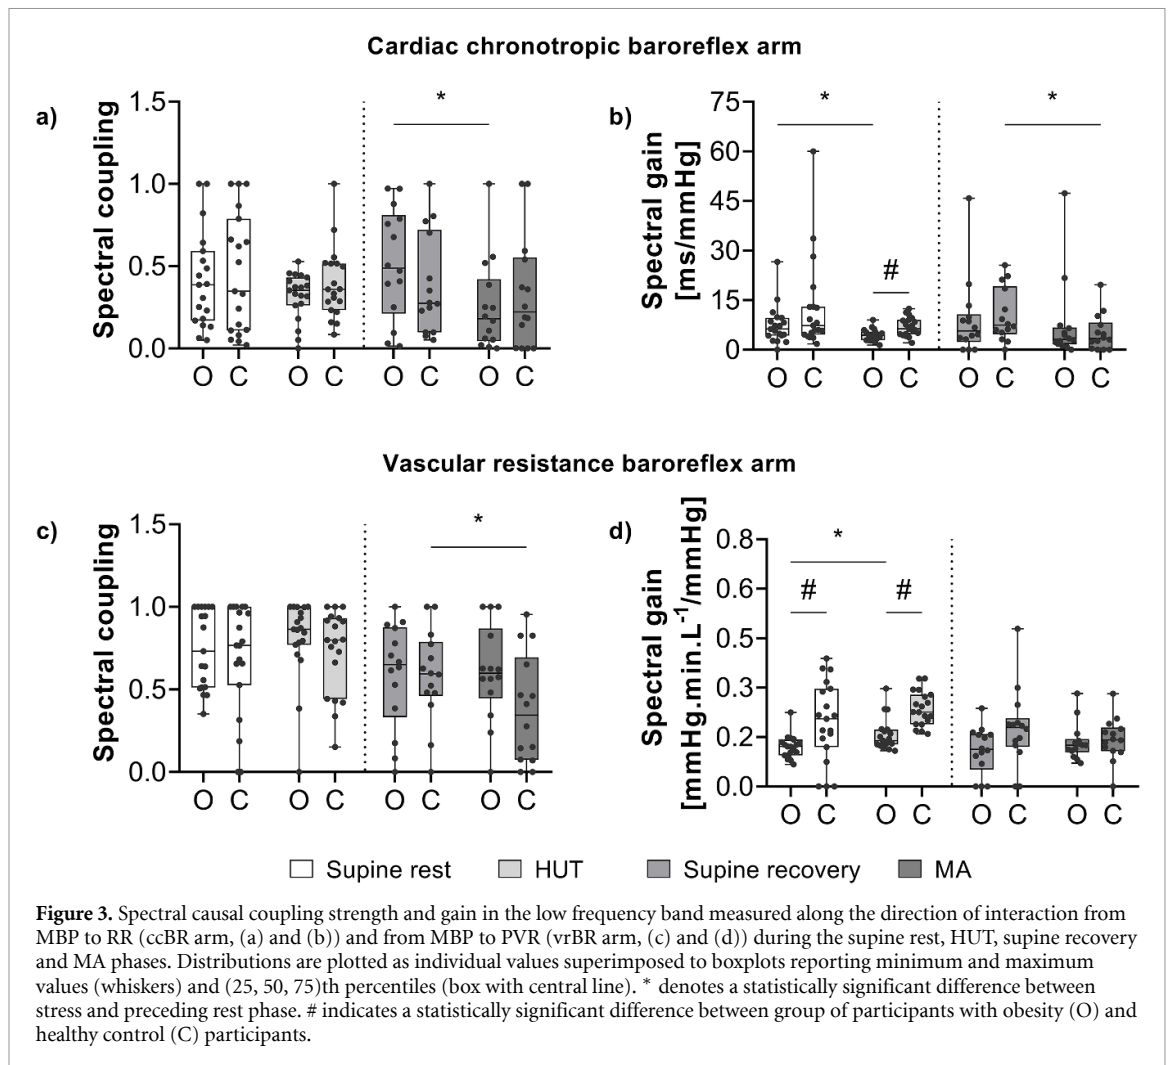 Cardiac chronotropic baroreflex arm
a)
Spectral coupling
1.5
1.0
0.5
0.0
*
O C O C O C O C
b)
Spectral gain
[ms/mmHg]
75
60
45
30
15
0
*
#
*
O C O C O C O C
Vascular resistance baroreflex arm
c)
Spectral coupling
1.5
1.0
0.5
0.0
*
O C O C O C O C
d)
Spectral gain
[mmHg.min.L⁻¹/mmHg]
0.8
0.6
0.5
0.3
0.2
0.0
*
# #
O C O C O C O C
Supine rest HUT Supine recovery MA
Figure 3. Spectral causal coupling strength and gain in the low frequency band measured along the direction of interaction from
MBP to RR (ccBR arm, (a) and (b)) and from MBP to PVR (vrBR arm, (c) and (d)) during the supine rest, HUT, supine recovery
and MA phases. Distributions are plotted as individual values superimposed to boxplots reporting minimum and maximum
values (whiskers) and (25, 50, 75)th percentiles (box with central line). * denotes a statistically significant difference between
stress and preceding rest phase. # indicates a statistically significant difference between group of participants with obesity (O) and
healthy control (C) participants.